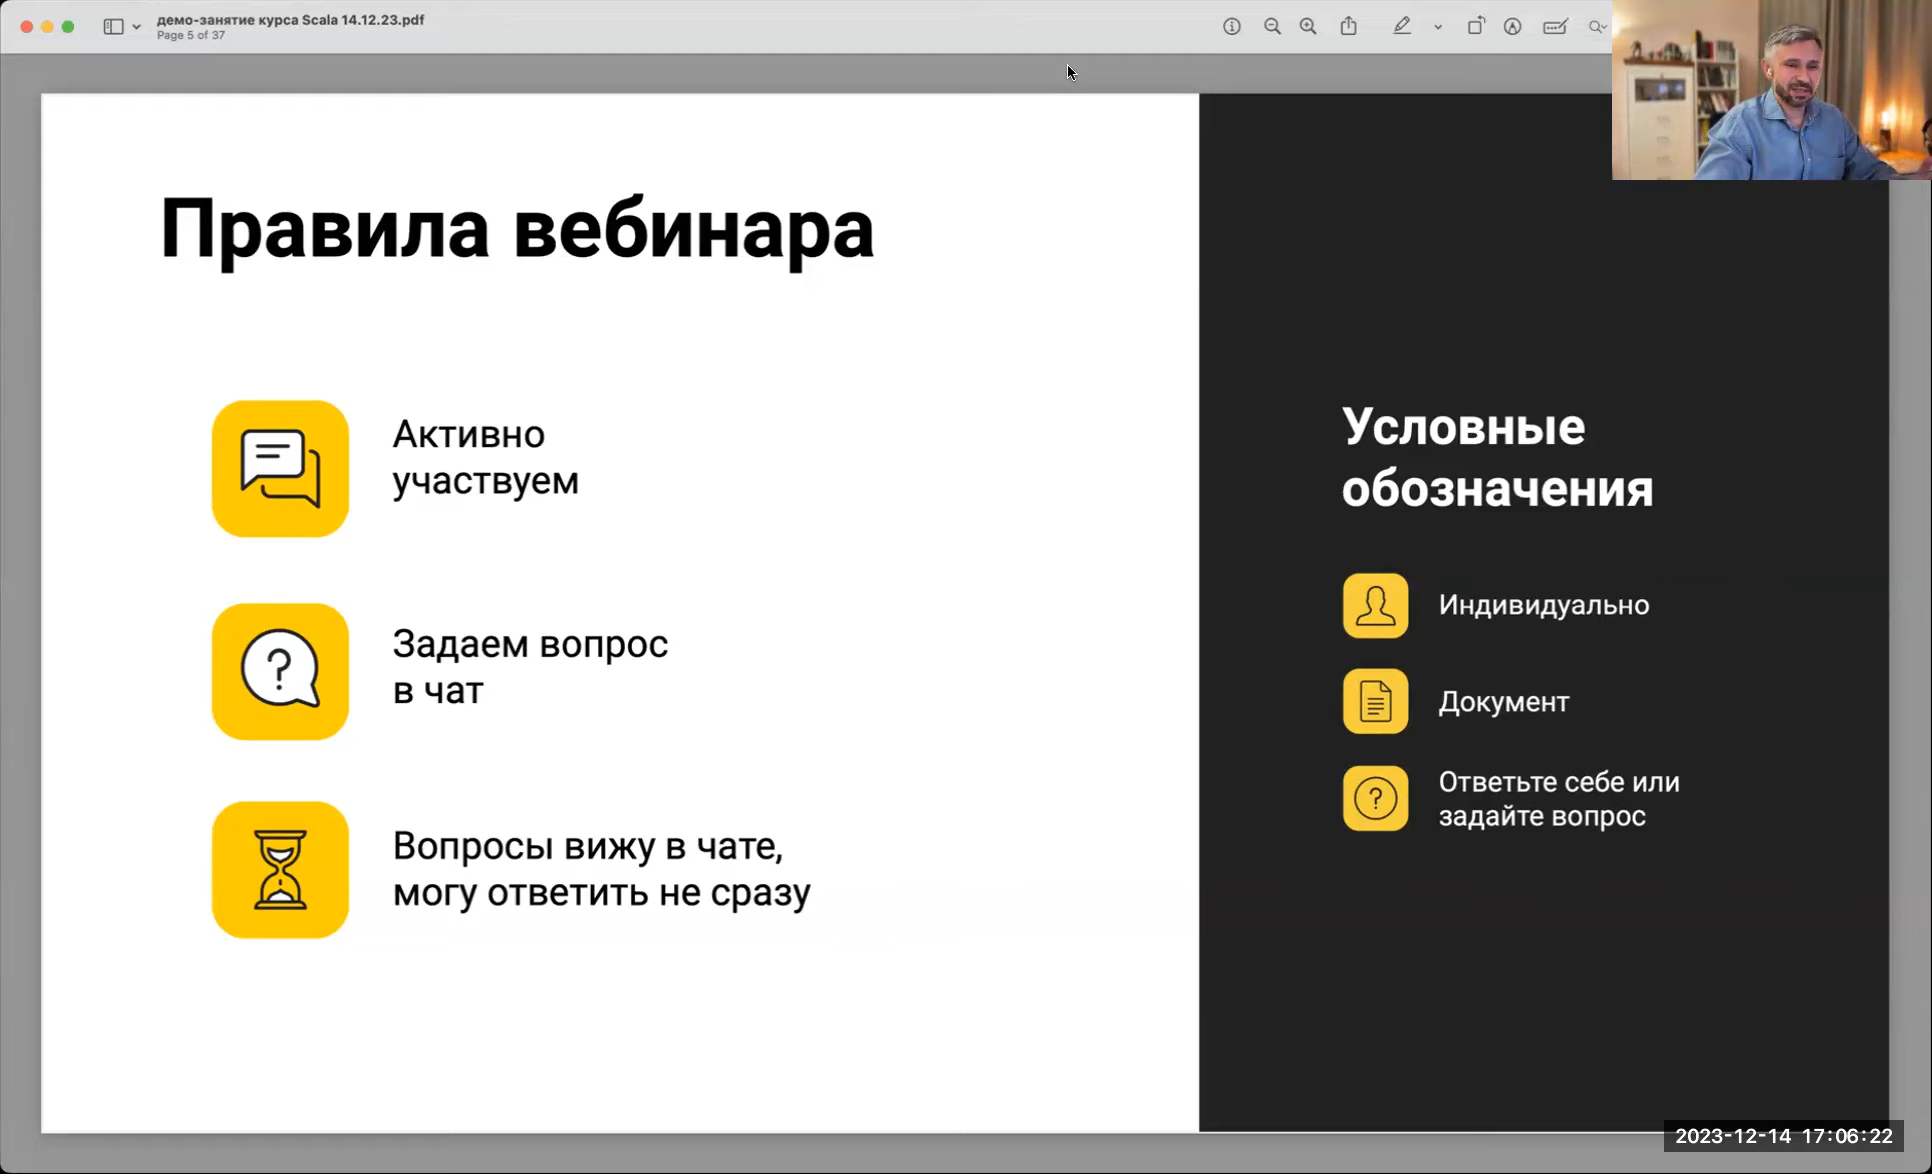 демо-занятие курса Scala 14.12.23.pdf
Page 5 of 37
Правила вебинара
Активно
участвуем
Задаем вопрос
в чат
Вопросы вижу в чате,
могу ответить не сразу
Условные
обозначения
Индивидуально
Документ
Ответьте себе или
задайте вопрос
2023-12-14 17:06:22